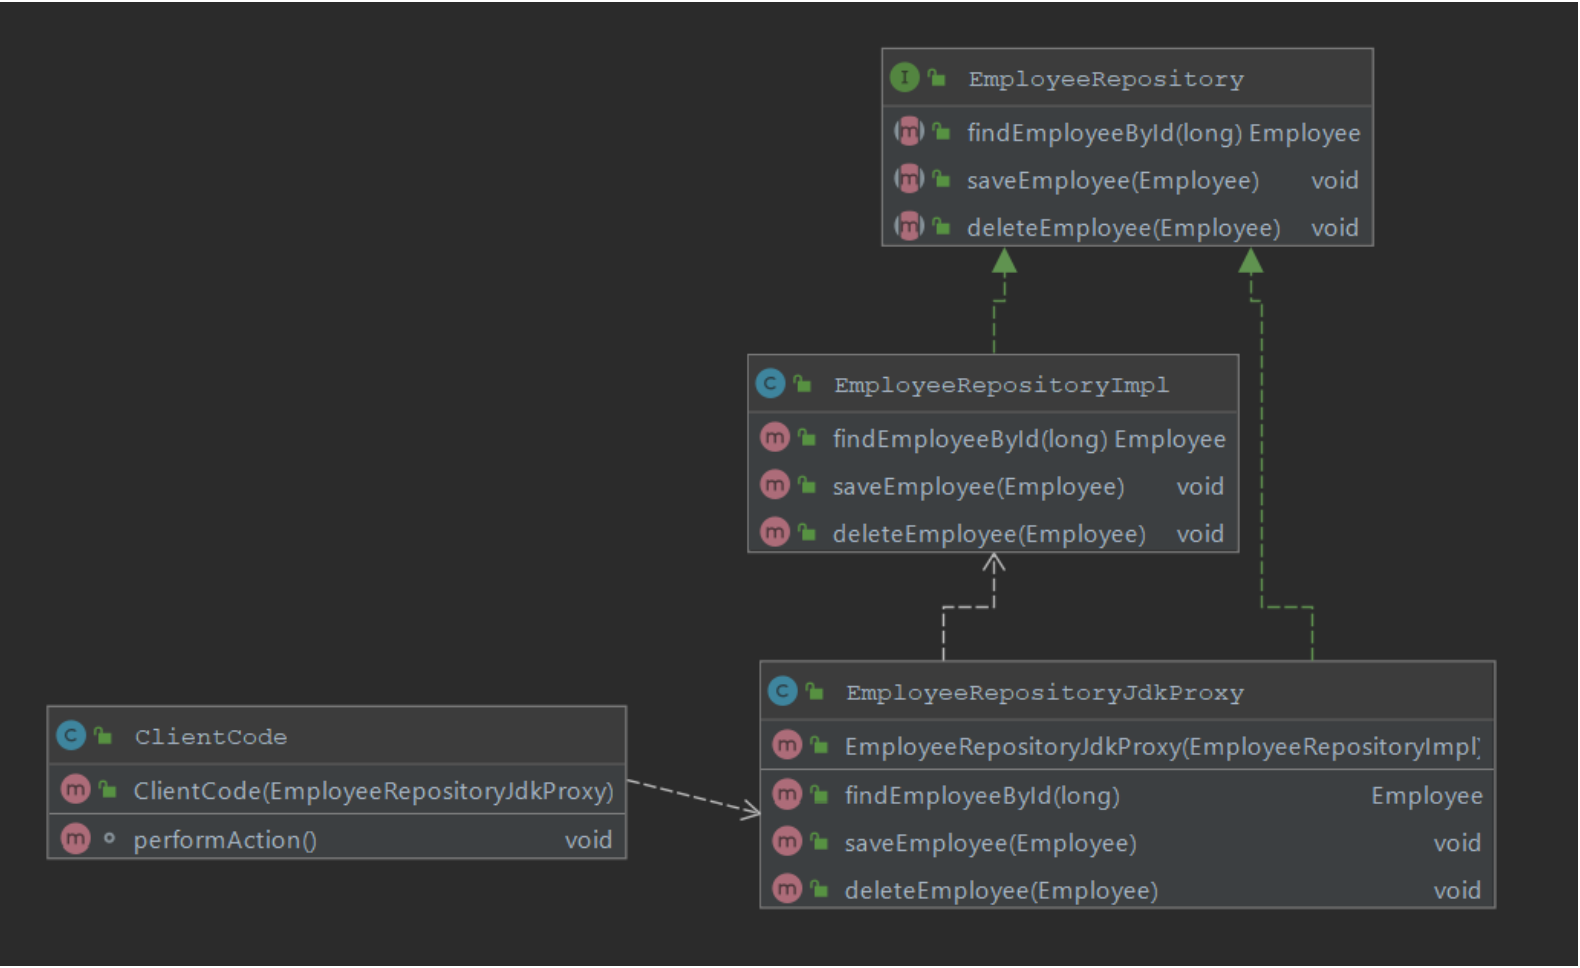 I EmployeeRepository
m findEmployeeById(long) Employee
m saveEmployee(Employee) void
m deleteEmployee(Employee) void
C EmployeeRepositoryImpl
m findEmployeeById(long) Employee
m saveEmployee(Employee) void
m deleteEmployee(Employee) void
C EmployeeRepositoryJdkProxy
m EmployeeRepositoryJdkProxy(EmployeeRepositoryImpl)
m findEmployeeById(long) Employee
m saveEmployee(Employee) void
m deleteEmployee(Employee) void
C ClientCode
m ClientCode(EmployeeRepositoryJdkProxy)
m performAction() void